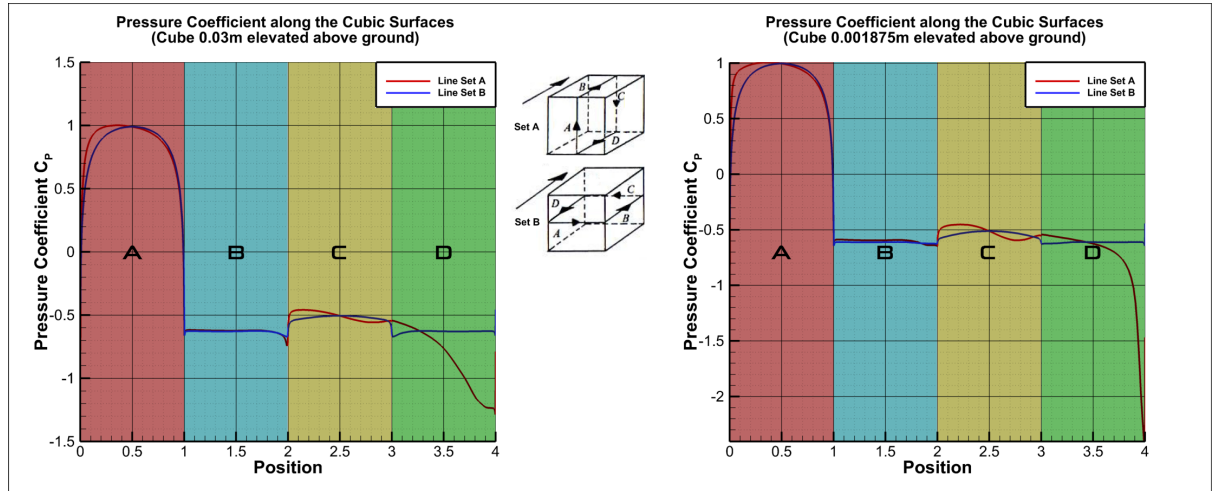 Pressure Coefficient along the Cubic Surfaces
(Cube 0.03m elevated above ground)
1.5
1
0.5
0
-0.5
-1
-1.5
Pressure Coefficient CP
Line Set A
Line Set B
A
B
C
D
0
0.5
1
1.5
2
2.5
3
3.5
4
Position
Set A
B
C
A
D
Set B
D
C
B
A
Pressure Coefficient along the Cubic Surfaces
(Cube 0.001875m elevated above ground)
1
0.5
0
-0.5
-1
-1.5
-2
Pressure Coefficient CP
Line Set A
Line Set B
A
B
C
D
0
0.5
1
1.5
2
2.5
3
3.5
4
Position